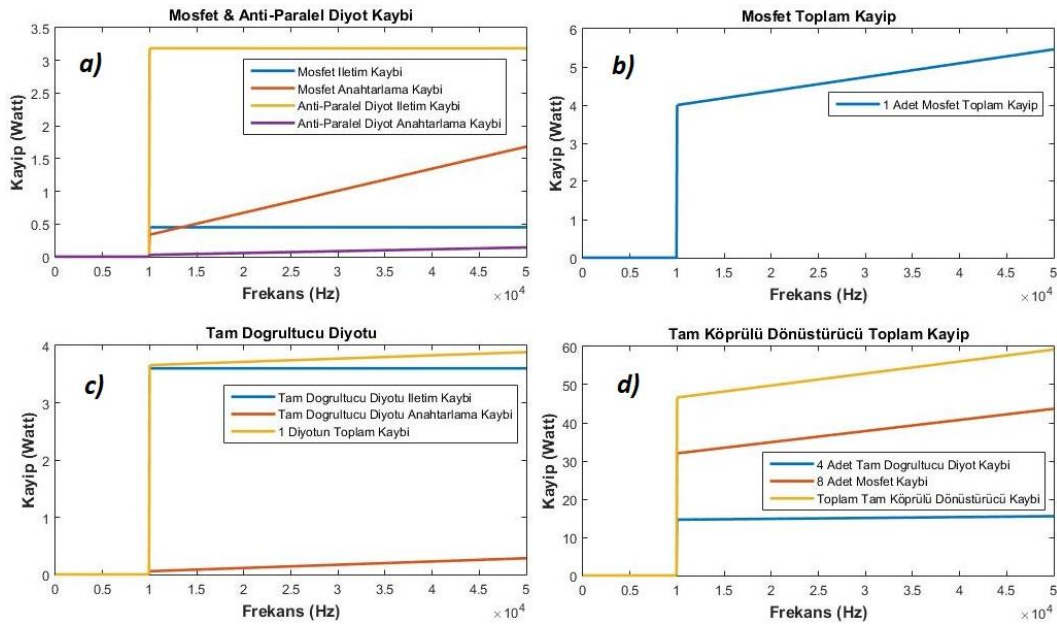 Mosfet & Anti-Paralel Diyot Kaybi
a)
Kayip (Watt)
3.5
3
2.5
2
1.5
1
0.5
0
Mosfet Iletim Kaybi
Mosfet Anahtarlama Kaybi
Anti-Paralel Diyot Iletim Kaybi
Anti-Paralel Diyot Anahtarlama Kaybi
0 0.5 1 1.5 2 2.5 3 3.5 4 4.5 5
Frekans (Hz)
×10^4
Mosfet Toplam Kayip
b)
Kayip (Watt)
6
5
4
3
2
1
0
1 Adet Mosfet Toplam Kayip
0 0.5 1 1.5 2 2.5 3 3.5 4 4.5 5
Frekans (Hz)
×10^4
Tam Dogrultucu Diyotu
c)
Kayip (Watt)
4
3
2
1
0
Tam Dogrultucu Diyotu Iletim Kaybi
Tam Dogrultucu Diyotu Anahtarlama Kaybi
1 Diyotun Toplam Kaybi
0 0.5 1 1.5 2 2.5 3 3.5 4 4.5 5
Frekans (Hz)
×10^4
Tam Köprülü Dönüstürücü Toplam Kayip
d)
Kayip (Watt)
60
50
40
30
20
10
0
4 Adet Tam Dogrultucu Diyot Kaybi
8 Adet Mosfet Kaybi
Toplam Tam Köprülü Dönüstürücü Kaybi
0 0.5 1 1.5 2 2.5 3 3.5 4 4.5 5
Frekans (Hz)
×10^4